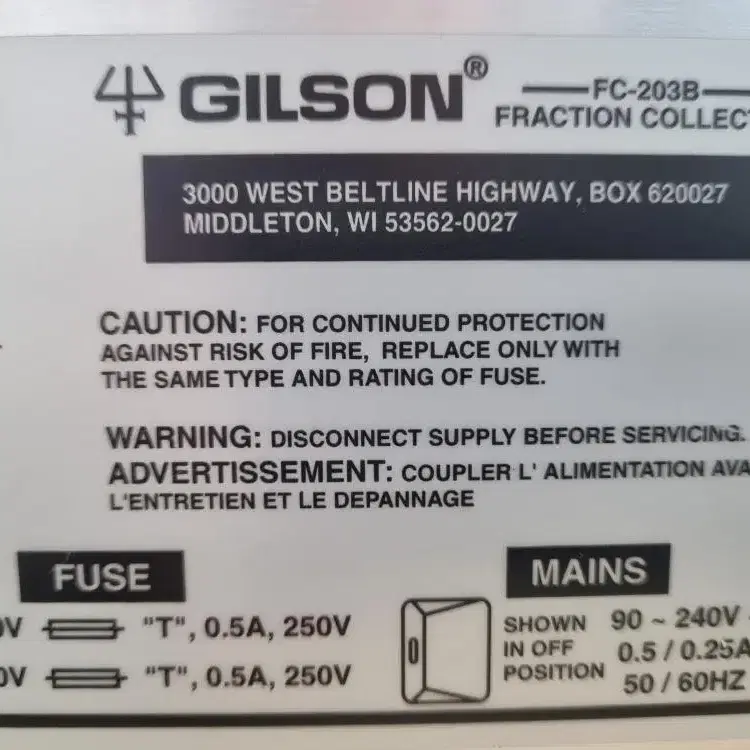 GILSON®
FC-203B
FRACTION COLLEC
3000 WEST BELTLINE HIGHWAY, BOX 620027
MIDDLETON, WI 53562-0027
CAUTION: FOR CONTINUED PROTECTION
AGAINST RISK OF FIRE, REPLACE ONLY WITH
THE SAME TYPE AND RATING OF FUSE.
WARNING: DISCONNECT SUPPLY BEFORE SERVICING.
ADVERTISSEMENT: COUPLER L' ALIMENTATION AVA
L'ENTRETIEN ET LE DEPANNAGE
FUSE
0V "T", 0.5A, 250V
0V "T", 0.5A, 250V
MAINS
SHOWN
IN OFF
POSITION
90 ~ 240V
0.5 / 0.25A
50 / 60HZ